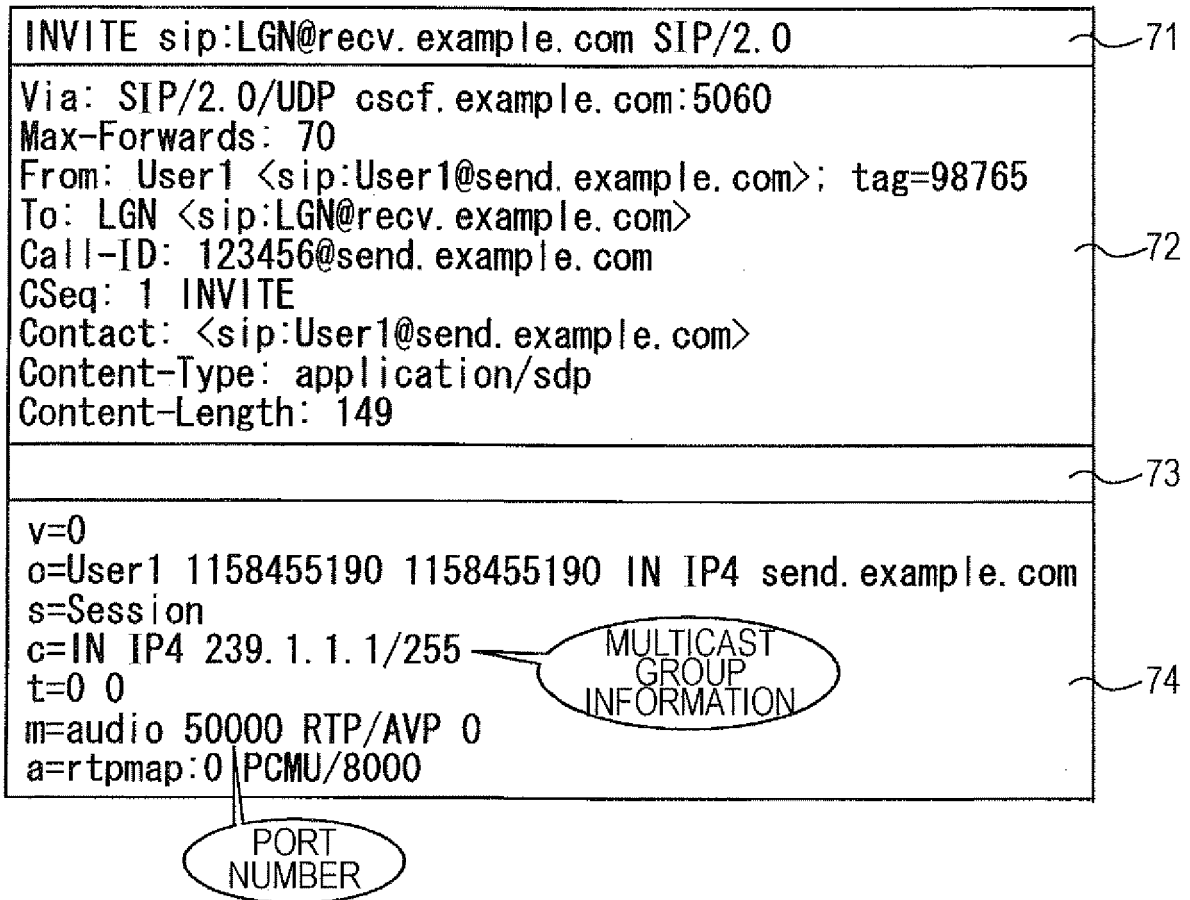 INVITE sip:LGN@recv.example.com SIP/2.0
71
Via: SIP/2.0/UDP cscf.example.com:5060
Max-Forwards: 70
From: User1 <sip:User1@send.example.com>; tag=98765
To: LGN <sip:LGN@recv.example.com>
Call-ID: 123456@send.example.com
72
CSeq: 1 INVITE
Contact: <sip:User1@send.example.com>
Content-Type: application/sdp
Content-Length: 149
73
v=0
o=User1 1158455190 1158455190 IN IP4 send.example.com
s=Session
c=IN IP4 239.1.1.1/255
MULTICAST
GROUP
INFORMATION
74
t=0 0
m=audio 50000 RTP/AVP 0
a=rtpmap:0 PCMU/8000
PORT
NUMBER